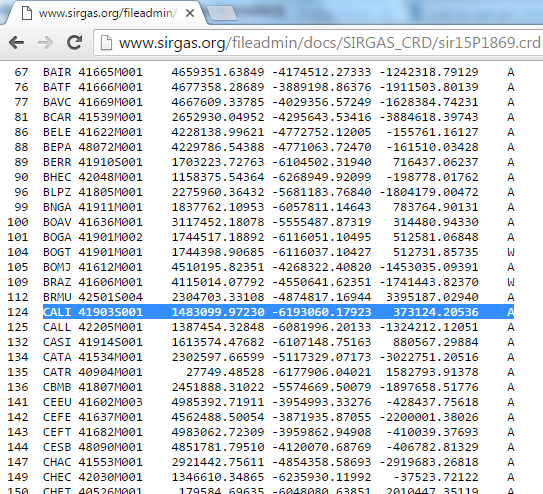 www.sirgas.org/fileadmin/d
www.sirgas.org/fileadmin/docs/SIRGAS_CRD/sir15P1869.crd
67 BAIR 41665M001 4659351.63849 -4174512.27333 -1242318.79129 A
76 BATF 41666M001 4677358.28689 -3889198.86376 -1911503.80139 A
77 BAVC 41669M001 4667609.33785 -4029356.57249 -1628384.74231 A
81 BCAR 41539M001 2652930.04952 -4295643.53416 -3884618.39743 A
86 BELE 41622M001 4228138.99621 -4772752.12005 -155761.16127 A
88 BEPA 48072M001 4229786.54388 -4771063.72470 -161510.03428 A
89 BERR 41910S001 1703223.72763 -6104502.31940 716437.06237 A
90 BHEC 42048M001 1158375.54364 -6268949.92099 -198778.01762 A
96 BLPZ 41805M001 2275960.36432 -5681183.76840 -1804179.00472 A
99 BNGA 41911M001 1837762.10953 -6057811.14643 783764.90131 A
100 BOAV 41636M001 3117452.18078 -5555487.87319 314480.94330 A
101 BOGA 41901M002 1744517.18892 -6116051.10495 512581.06848 A
104 BOGT 41901M001 1744398.90685 -6116037.10427 512731.85735 W
105 BOMJ 41612M001 4510195.82351 -4268322.40820 -1453035.09391 A
109 BRAZ 41606M001 4115014.07792 -4550641.62351 -1741443.82370 W
112 BRMU 42501S004 2304703.33108 -4874817.16944 3395187.02940 A
124 CALI 41903S001 1483099.97230 -6193060.17923 373124.20536 A
125 CALL 42205M001 1387454.32848 -6081996.20133 -1324212.12051 A
132 CASI 41914S001 1613574.47682 -6107148.75163 880567.29884 A
134 CATA 41534M001 2302597.66599 -5117329.07173 -3022751.20516 A
135 CATR 40904M001 27749.48528 -6177906.04021 1582793.91378 A
136 CBMB 41807M001 2451888.31022 -5574669.50079 -1897658.51776 A
141 CEEU 41602M003 4985392.71911 -3954993.33276 -428437.75618 A
142 CEFE 41637M001 4562488.50054 -3871935.87055 -2200001.38026 A
143 CEFT 41682M001 4983062.72309 -3959862.94908 -410039.37693 A
144 CESB 48090M001 4851781.79510 -4120070.68769 -406782.81329 A
147 CHAC 41553M001 2921442.75611 -4854358.58693 -2919683.26818 A
149 CHEC 42030M001 1346610.34865 -6235930.11992 -37523.72122 A
150 CHET 40526M001 179584.69635 -6048080.63851 2010447.35119 A